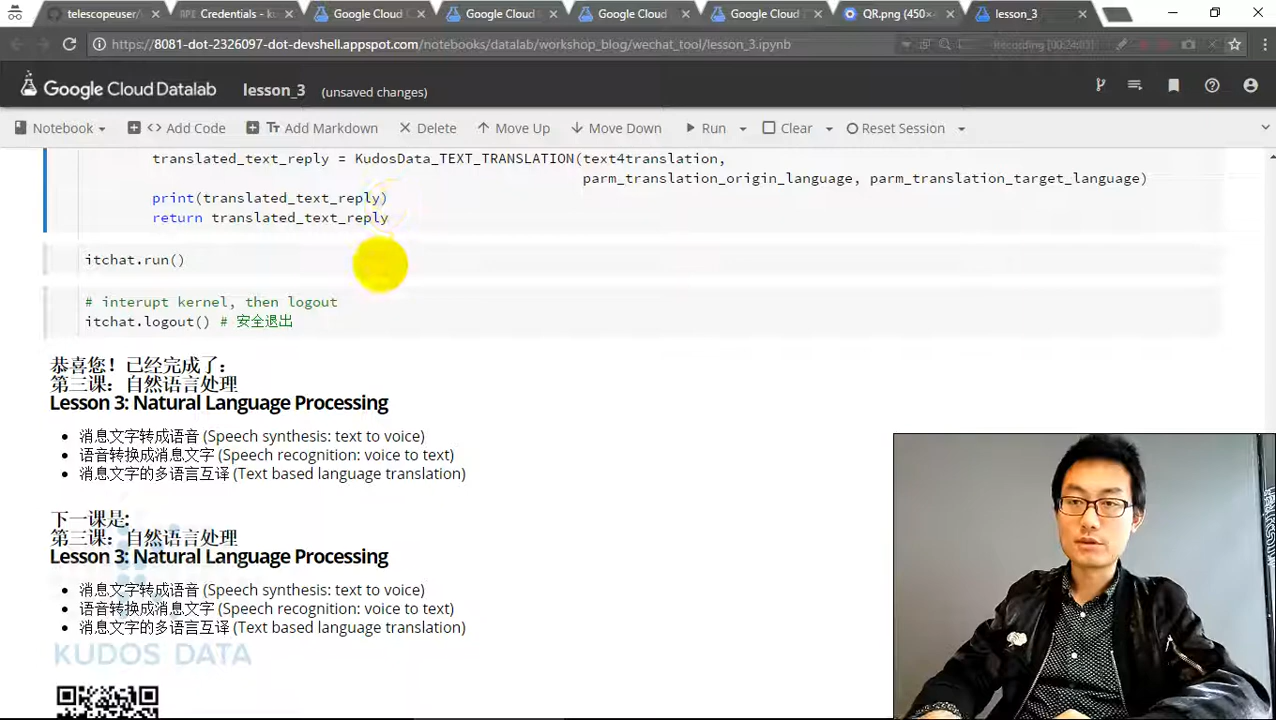 telescopeuser/
API Credentials - ku
Google Cloud
Google Cloud
Google Cloud
Google Cloud
QR.png (450×
lesson_3
https://8081-dot-2326097-dot-devshell.appspot.com/notebooks/datalab/workshop_blog/wechat_tool/lesson_3.ipynb
Recording [00:24:03]
Google Cloud Datalab lesson_3 (unsaved changes)
Notebook <> Add Code Tт Add Markdown Delete Move Up Move Down Run Clear Reset Session
translated_text_reply = KudosData_TEXT_TRANSLATION(text4translation,
parm_translation_origin_language, parm_translation_target_language)
print(translated_text_reply)
return translated_text_reply
itchat.run()
# interupt kernel, then logout
itchat.logout() # 安全退出
恭喜您！已经完成了:
第三课：自然语言处理
Lesson 3: Natural Language Processing
• 消息文字转成语音 (Speech synthesis: text to voice)
• 语音转换成消息文字 (Speech recognition: voice to text)
• 消息文字的多语言互译 (Text based language translation)
下一课是:
第三课：自然语言处理
Lesson 3: Natural Language Processing
• 消息文字转成语音 (Speech synthesis: text to voice)
• 语音转换成消息文字 (Speech recognition: voice to text)
• 消息文字的多语言互译 (Text based language translation)
KUDOS DATA